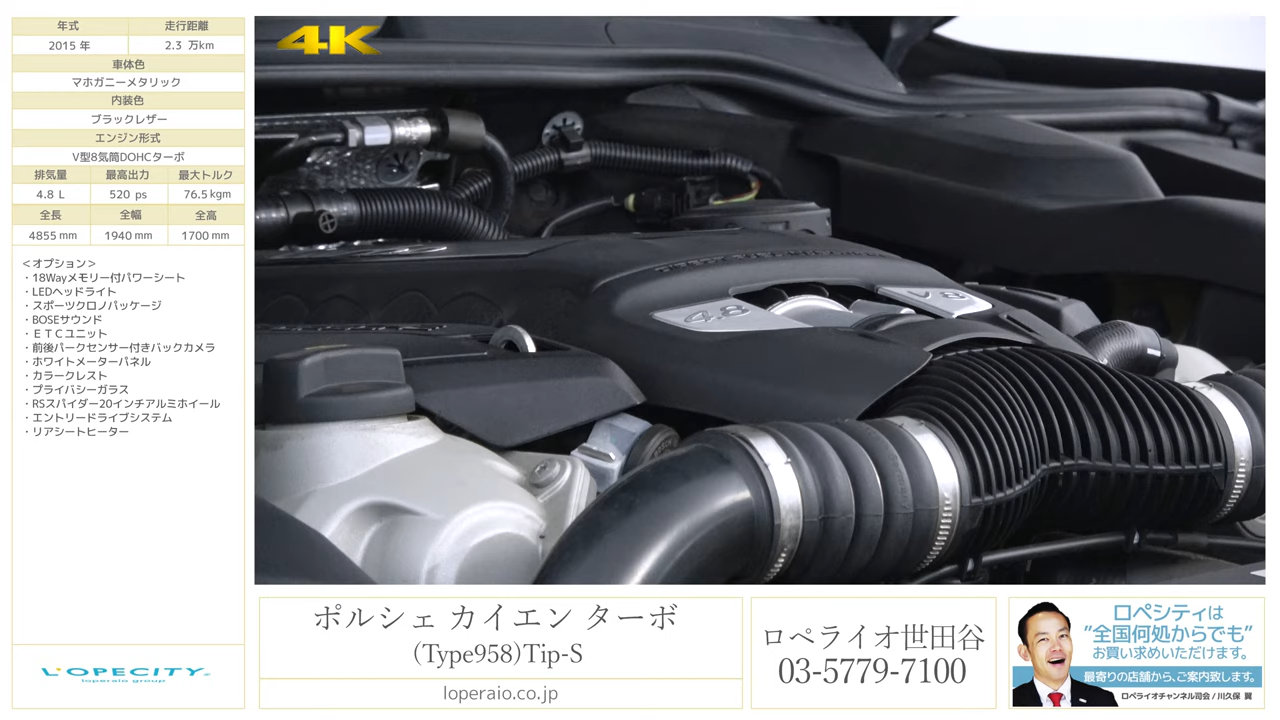 年式 走行距離
2015 年 2.3 万km
車体色
マホガニーメタリック
内装色
ブラックレザー
エンジン形式
V型8気筒DOHCターボ
排気量 最高出力 最大トルク
4.8 L 520 ps 76.5 kgm
全長 全幅 全高
4855 mm 1940 mm 1700 mm
＜オプション＞
・18Wayメモリー付パワーシート
・LEDヘッドライト
・スポーツクロノパッケージ
・BOSEサウンド
・ＥＴＣユニット
・前後パークセンサー付きバックカメラ
・ホワイトメーターパネル
・カラークレスト
・プライバシーガラス
・RSスパイダー20インチアルミホイール
・エントリードライブシステム
・リアシートヒーター
L'OPECITY
loperaio group
4K
4.8
V8
ポルシェ カイエン ターボ
(Type958)Tip-S
loperaio.co.jp
ロペライオ世田谷
03-5779-7100
ロペシティは
”全国何処からでも”
お買い求めいただけます。
最寄りの店舗から、ご案内致します。
ロペライオチャンネル司会 / 川久保 翼